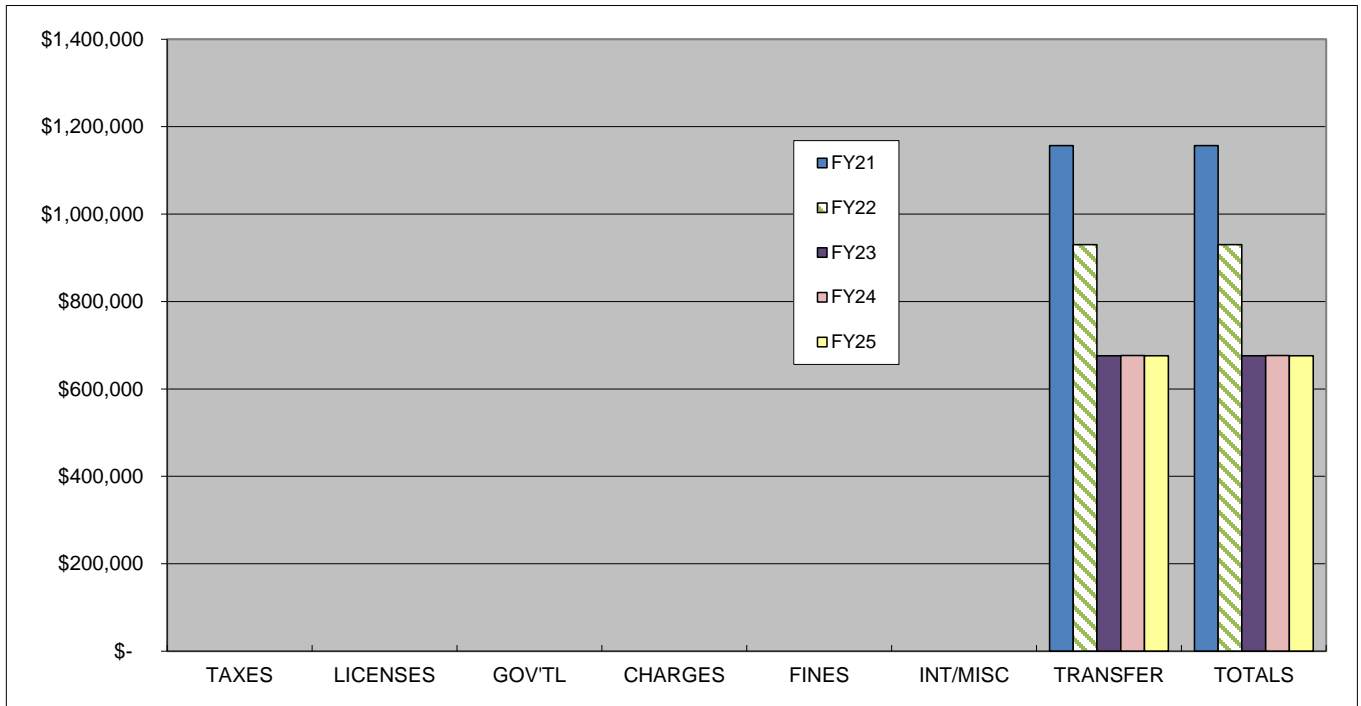 $1,400,000
$1,200,000
$1,000,000
$800,000
$600,000
$400,000
$200,000
$-
FY21
FY22
FY23
FY24
FY25
TAXES LICENSES GOV'TL CHARGES FINES INT/MISC TRANSFER TOTALS